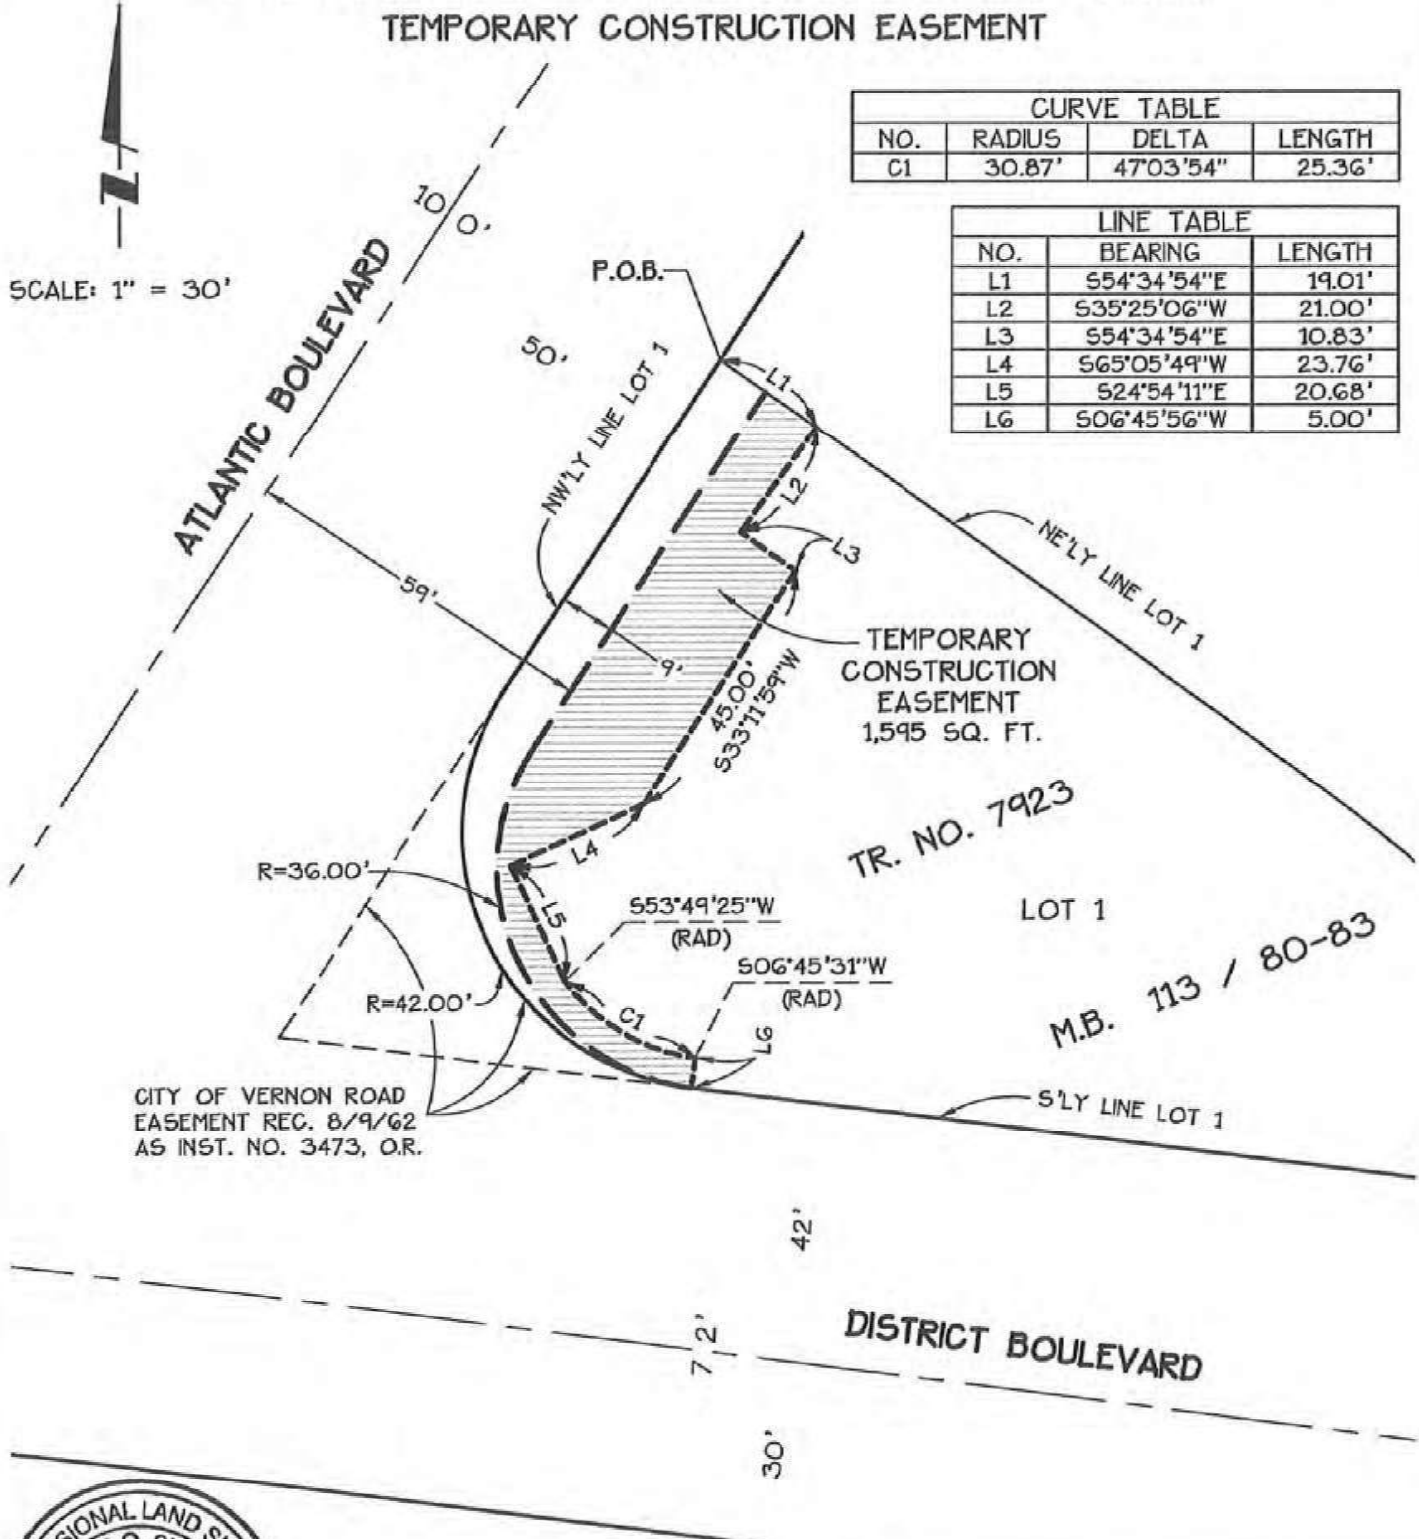 TEMPORARY CONSTRUCTION EASEMENT
CURVE TABLE
NO. RADIUS DELTA LENGTH
C1 30.87' 47°03'54" 25.36'
LINE TABLE
NO. BEARING LENGTH
L1 S54°34'54"E 19.01'
L2 S35°25'06"W 21.00'
L3 S54°34'54"E 10.83'
L4 S65°05'49"W 23.76'
L5 S24°54'11"E 20.68'
L6 S06°45'56"W 5.00'
Z
SCALE: 1" = 30'
100'
50'
ATLANTIC BOULEVARD
P.O.B.
NW'LY LINE LOT 1
L1
L2
L3
NE'LY LINE LOT 1
59'
9'
TEMPORARY
CONSTRUCTION
EASEMENT
1,595 SQ. FT.
45.00'
S33°11'59"W
TR. NO. 7923
LOT 1
M.B. 113 / 80-83
L4
R=36.00'
L5
S53°49'25"W
(RAD)
S06°45'31"W
(RAD)
R=42.00'
C1
L6
CITY OF VERNON ROAD
EASEMENT REC. 8/9/62
AS INST. NO. 3473, O.R.
S'LY LINE LOT 1
42'
72'
DISTRICT BOULEVARD
30'
SIONAL LAND